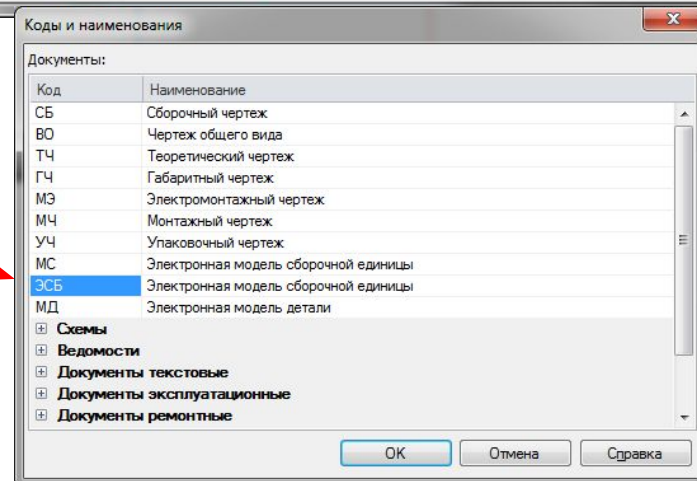 Коды и наименования
Документы:
Код Наименование
СБ Сборочный чертеж
ВО Чертеж общего вида
ТЧ Теоретический чертеж
ГЧ Габаритный чертеж
МЭ Электромонтажный чертеж
МЧ Монтажный чертеж
УЧ Упаковочный чертеж
МС Электронная модель сборочной единицы
ЭСБ Электронная модель сборочной единицы
МД Электронная модель детали
Схемы
Ведомости
Документы текстовые
Документы эксплуатационные
Документы ремонтные
ОК Отмена Справка